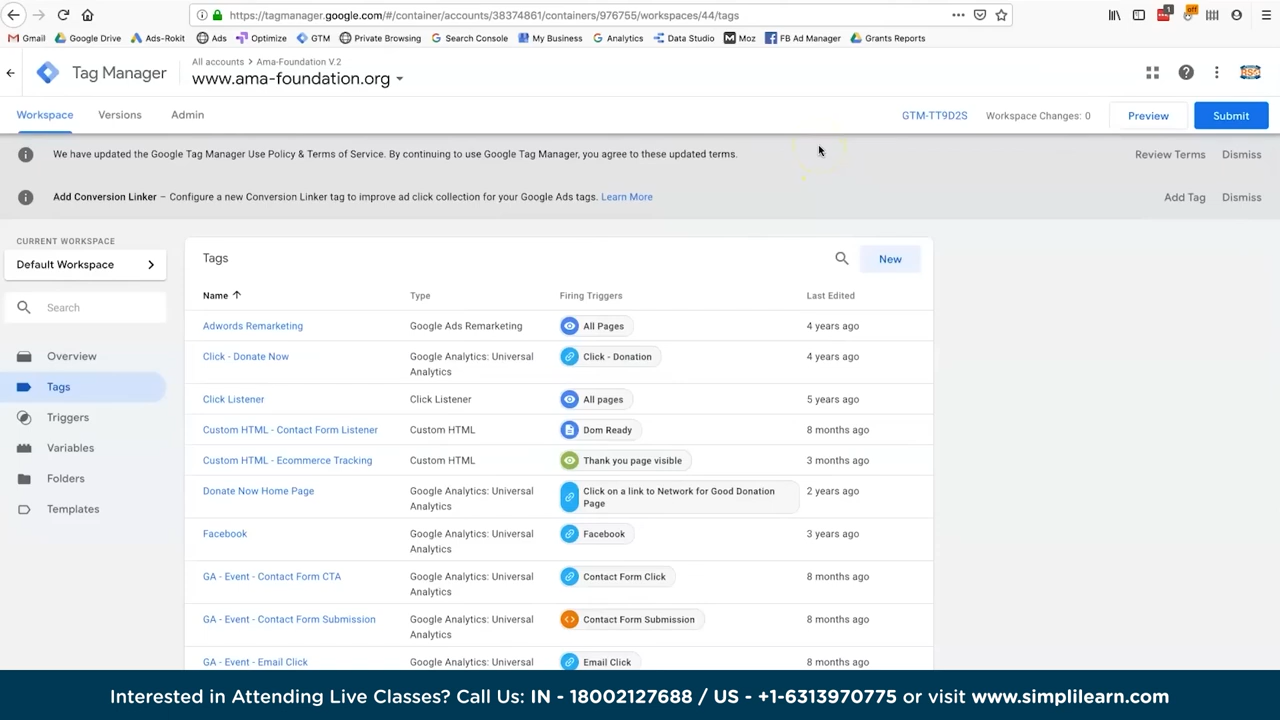 https://tagmanager.google.com/#/container/accounts/38374861/containers/976755/workspaces/44/tags
1
off
Gmail Google Drive Ads-Rokit Ads Optimize GTM Private Browsing Search Console My Business Analytics Data Studio Moz FB Ad Manager Grants Reports
All accounts > Ama-Foundation V.2
Tag Manager www.ama-foundation.org
Workspace Versions Admin GTM-TT9D2S Workspace Changes: 0 Preview Submit
We have updated the Google Tag Manager Use Policy & Terms of Service. By continuing to use Google Tag Manager, you agree to these updated terms. Review Terms Dismiss
Add Conversion Linker – Configure a new Conversion Linker tag to improve ad click collection for your Google Ads tags. Learn More Add Tag Dismiss
CURRENT WORKSPACE
Default Workspace
Search
Overview
Tags
Triggers
Variables
Folders
Templates
Tags New
Name Type Firing Triggers Last Edited
Adwords Remarketing Google Ads Remarketing All Pages 4 years ago
Click - Donate Now Google Analytics: Universal Click - Donation 4 years ago
Analytics
Click Listener Click Listener All pages 5 years ago
Custom HTML - Contact Form Listener Custom HTML Dom Ready 8 months ago
Custom HTML - Ecommerce Tracking Custom HTML Thank you page visible 3 months ago
Donate Now Home Page Google Analytics: Universal Click on a link to Network for Good Donation 2 years ago
Analytics Page
Facebook Google Analytics: Universal Facebook 3 years ago
Analytics
GA - Event - Contact Form CTA Google Analytics: Universal Contact Form Click 8 months ago
Analytics
GA - Event - Contact Form Submission Google Analytics: Universal Contact Form Submission 8 months ago
Analytics
GA - Event - Email Click Google Analytics: Universal Email Click 8 months ago
Interested in Attending Live Classes? Call Us: IN - 18002127688 / US - +1-6313970775 or visit www.simplilearn.com